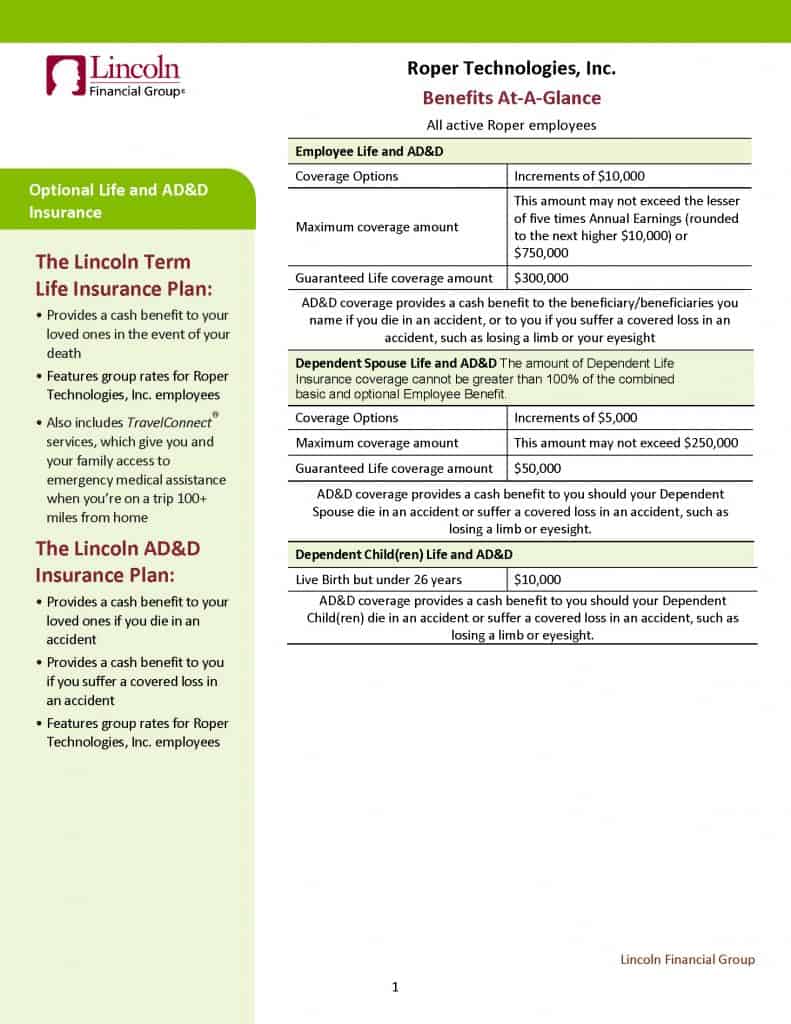 Lincoln
Financial Group®
Roper Technologies, Inc.
Benefits At-A-Glance
All active Roper employees
Optional Life and AD&D
Insurance
The Lincoln Term
Life Insurance Plan:
• Provides a cash benefit to your
loved ones in the event of your
death
• Features group rates for Roper
Technologies, Inc. employees
• Also includes TravelConnect®
services, which give you and
your family access to
emergency medical assistance
when you’re on a trip 100+
miles from home
The Lincoln AD&D
Insurance Plan:
• Provides a cash benefit to your
loved ones if you die in an
accident
• Provides a cash benefit to you
if you suffer a covered loss in
an accident
• Features group rates for Roper
Technologies, Inc. employees
Employee Life and AD&D
Coverage Options Increments of $10,000
Maximum coverage amount
This amount may not exceed the lesser
of five times Annual Earnings (rounded
to the next higher $10,000) or
$750,000
Guaranteed Life coverage amount $300,000
AD&D coverage provides a cash benefit to the beneficiary/beneficiaries you
name if you die in an accident, or to you if you suffer a covered loss in an
accident, such as losing a limb or your eyesight
Dependent Spouse Life and AD&D The amount of Dependent Life
Insurance coverage cannot be greater than 100% of the combined
basic and optional Employee Benefit.
Coverage Options Increments of $5,000
Maximum coverage amount This amount may not exceed $250,000
Guaranteed Life coverage amount $50,000
AD&D coverage provides a cash benefit to you should your Dependent
Spouse die in an accident or suffer a covered loss in an accident, such as
losing a limb or eyesight.
Dependent Child(ren) Life and AD&D
Live Birth but under 26 years $10,000
AD&D coverage provides a cash benefit to you should your Dependent
Child(ren) die in an accident or suffer a covered loss in an accident, such as
losing a limb or eyesight.
Lincoln Financial Group
1